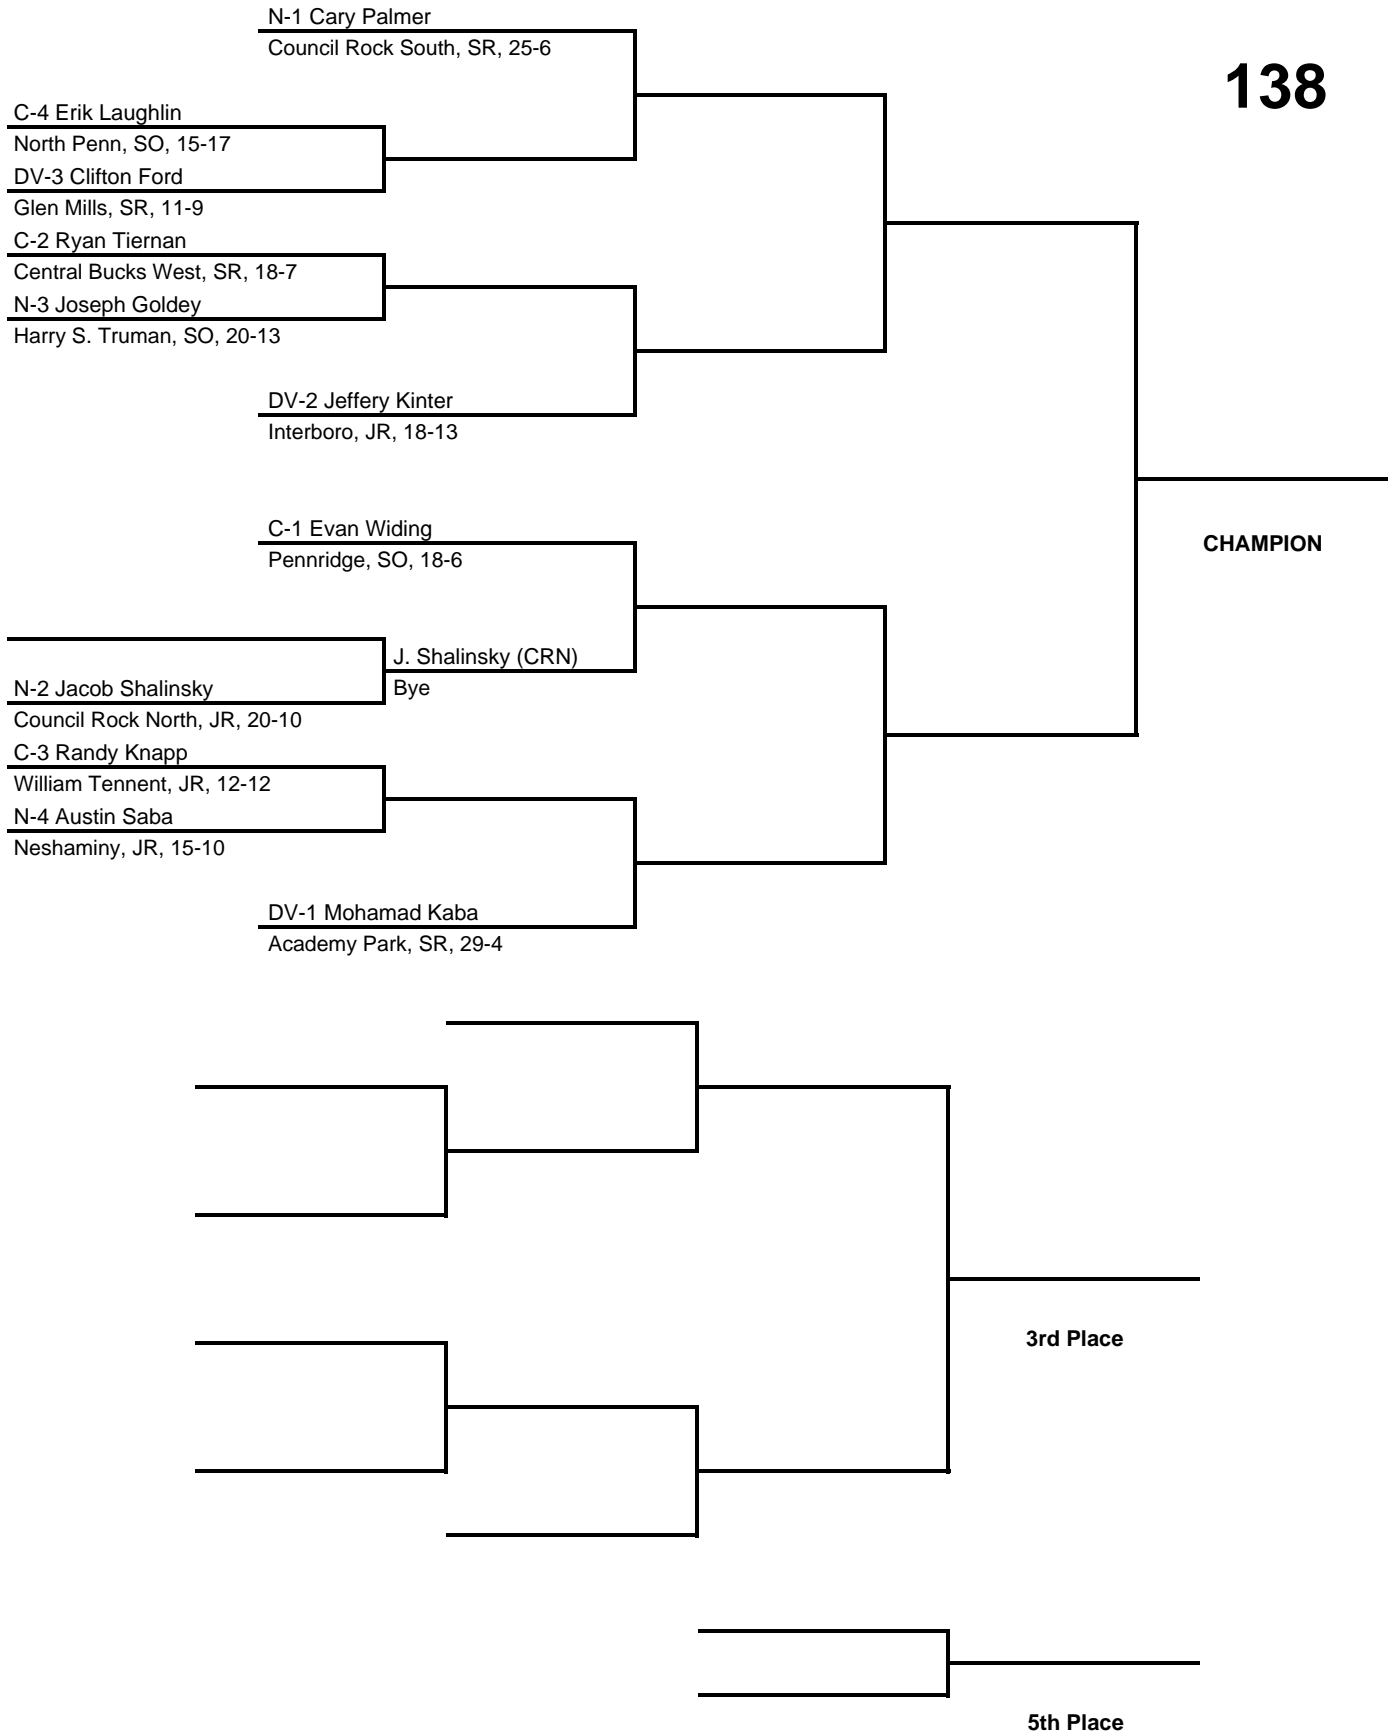 N-1 Cary Palmer
Council Rock South, SR, 25-6
138
C-4 Erik Laughlin
North Penn, SO, 15-17
DV-3 Clifton Ford
Glen Mills, SR, 11-9
C-2 Ryan Tiernan
Central Bucks West, SR, 18-7
N-3 Joseph Goldey
Harry S. Truman, SO, 20-13
DV-2 Jeffery Kinter
Interboro, JR, 18-13
C-1 Evan Widing
Pennridge, SO, 18-6
CHAMPION
J. Shalinsky (CRN)
Bye
N-2 Jacob Shalinsky
Council Rock North, JR, 20-10
C-3 Randy Knapp
William Tennent, JR, 12-12
N-4 Austin Saba
Neshaminy, JR, 15-10
DV-1 Mohamad Kaba
Academy Park, SR, 29-4
3rd Place
5th Place